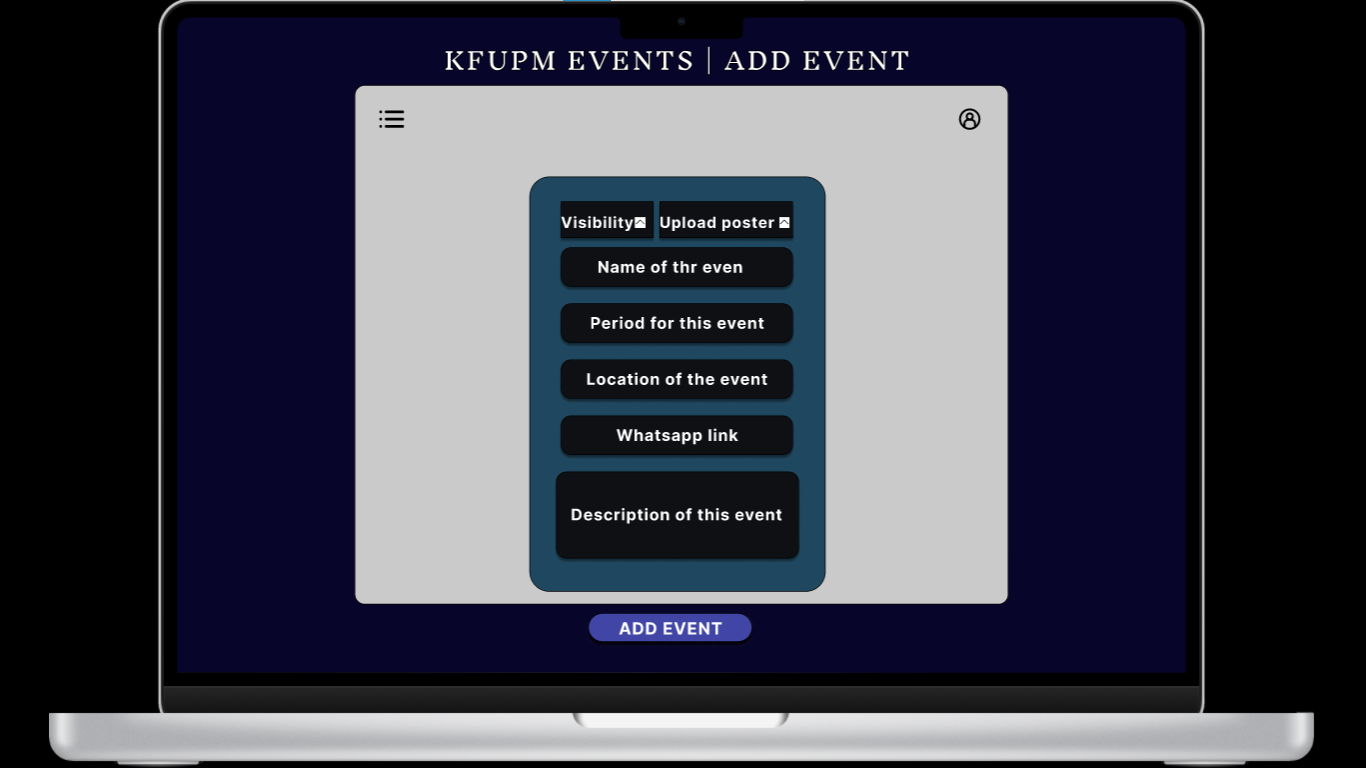 KFUPM EVENTS | ADD EVENT
Visibility Upload poster
Name of thr even
Period for this event
Location of the event
Whatsapp link
Description of this event
ADD EVENT